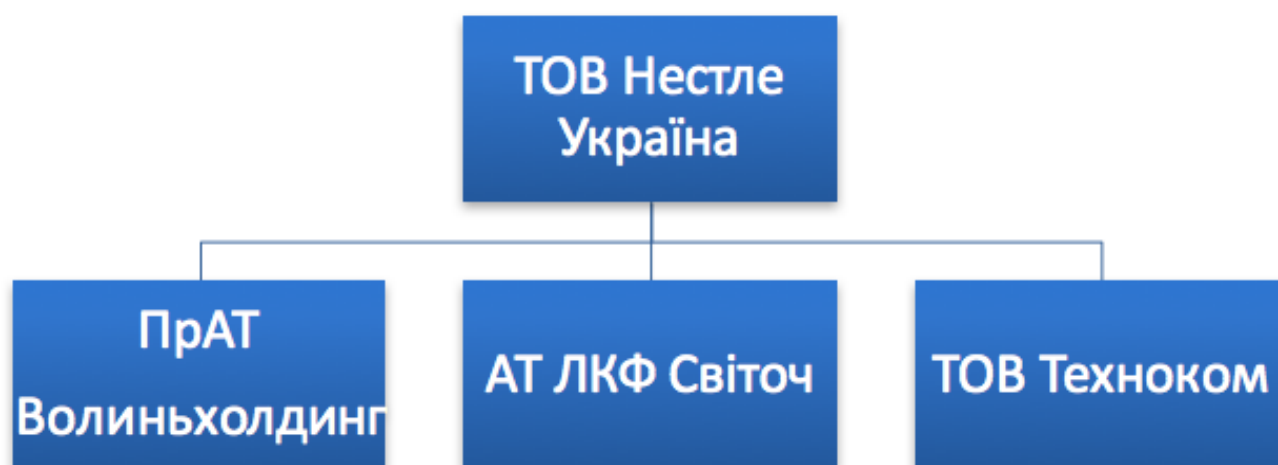 ТОВ Нестле
Україна
ПрАТ
Волиньхолдинг
АТ ЛКФ Світоч
ТОВ Техноком